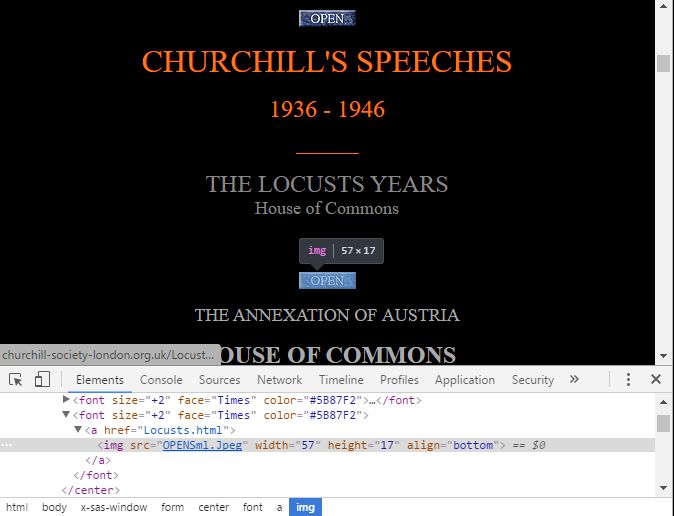 OPEN
CHURCHILL'S SPEECHES
1936 - 1946
THE LOCUSTS YEARS
House of Commons
img 57 × 17
OPEN
THE ANNEXATION OF AUSTRIA
churchill-society-london.org.uk/Locust...
OUSE OF COMMONS
Elements Console Sources Network Timeline Profiles Application Security »
<font size="+2" face="Times" color="#5B87F2">…</font>
<font size="+2" face="Times" color="#5B87F2">
<a href="Locusts.html">
... <img src="OPENSml.Jpeg" width="57" height="17" align="bottom"> == $0
</a>
</font>
</center>
html body x-sas-window form center font a img